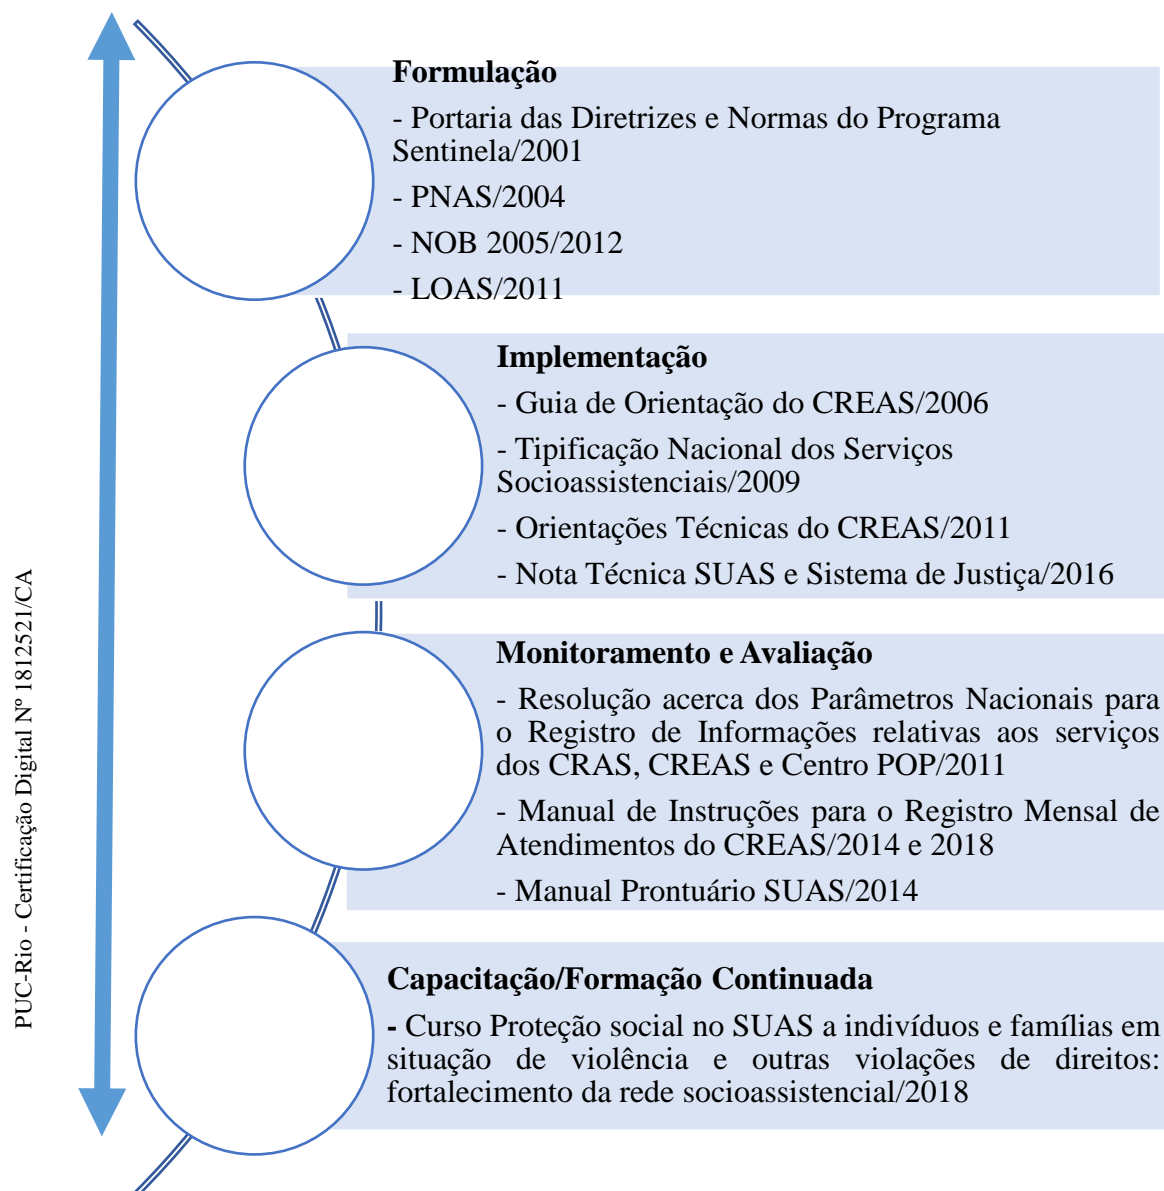 Formulação
- Portaria das Diretrizes e Normas do Programa
Sentinela/2001
- PNAS/2004
- NOB 2005/2012
- LOAS/2011
Implementação
- Guia de Orientação do CREAS/2006
- Tipificação Nacional dos Serviços
Socioassistenciais/2009
- Orientações Técnicas do CREAS/2011
- Nota Técnica SUAS e Sistema de Justiça/2016
Monitoramento e Avaliação
- Resolução acerca dos Parâmetros Nacionais para
o Registro de Informações relativas aos serviços
dos CRAS, CREAS e Centro POP/2011
- Manual de Instruções para o Registro Mensal de
Atendimentos do CREAS/2014 e 2018
- Manual Prontuário SUAS/2014
Capacitação/Formação Continuada
- Curso Proteção social no SUAS a indivíduos e famílias em
situação de violência e outras violações de direitos:
fortalecimento da rede socioassistencial/2018
PUC-Rio - Certificação Digital Nº 1812521/CA